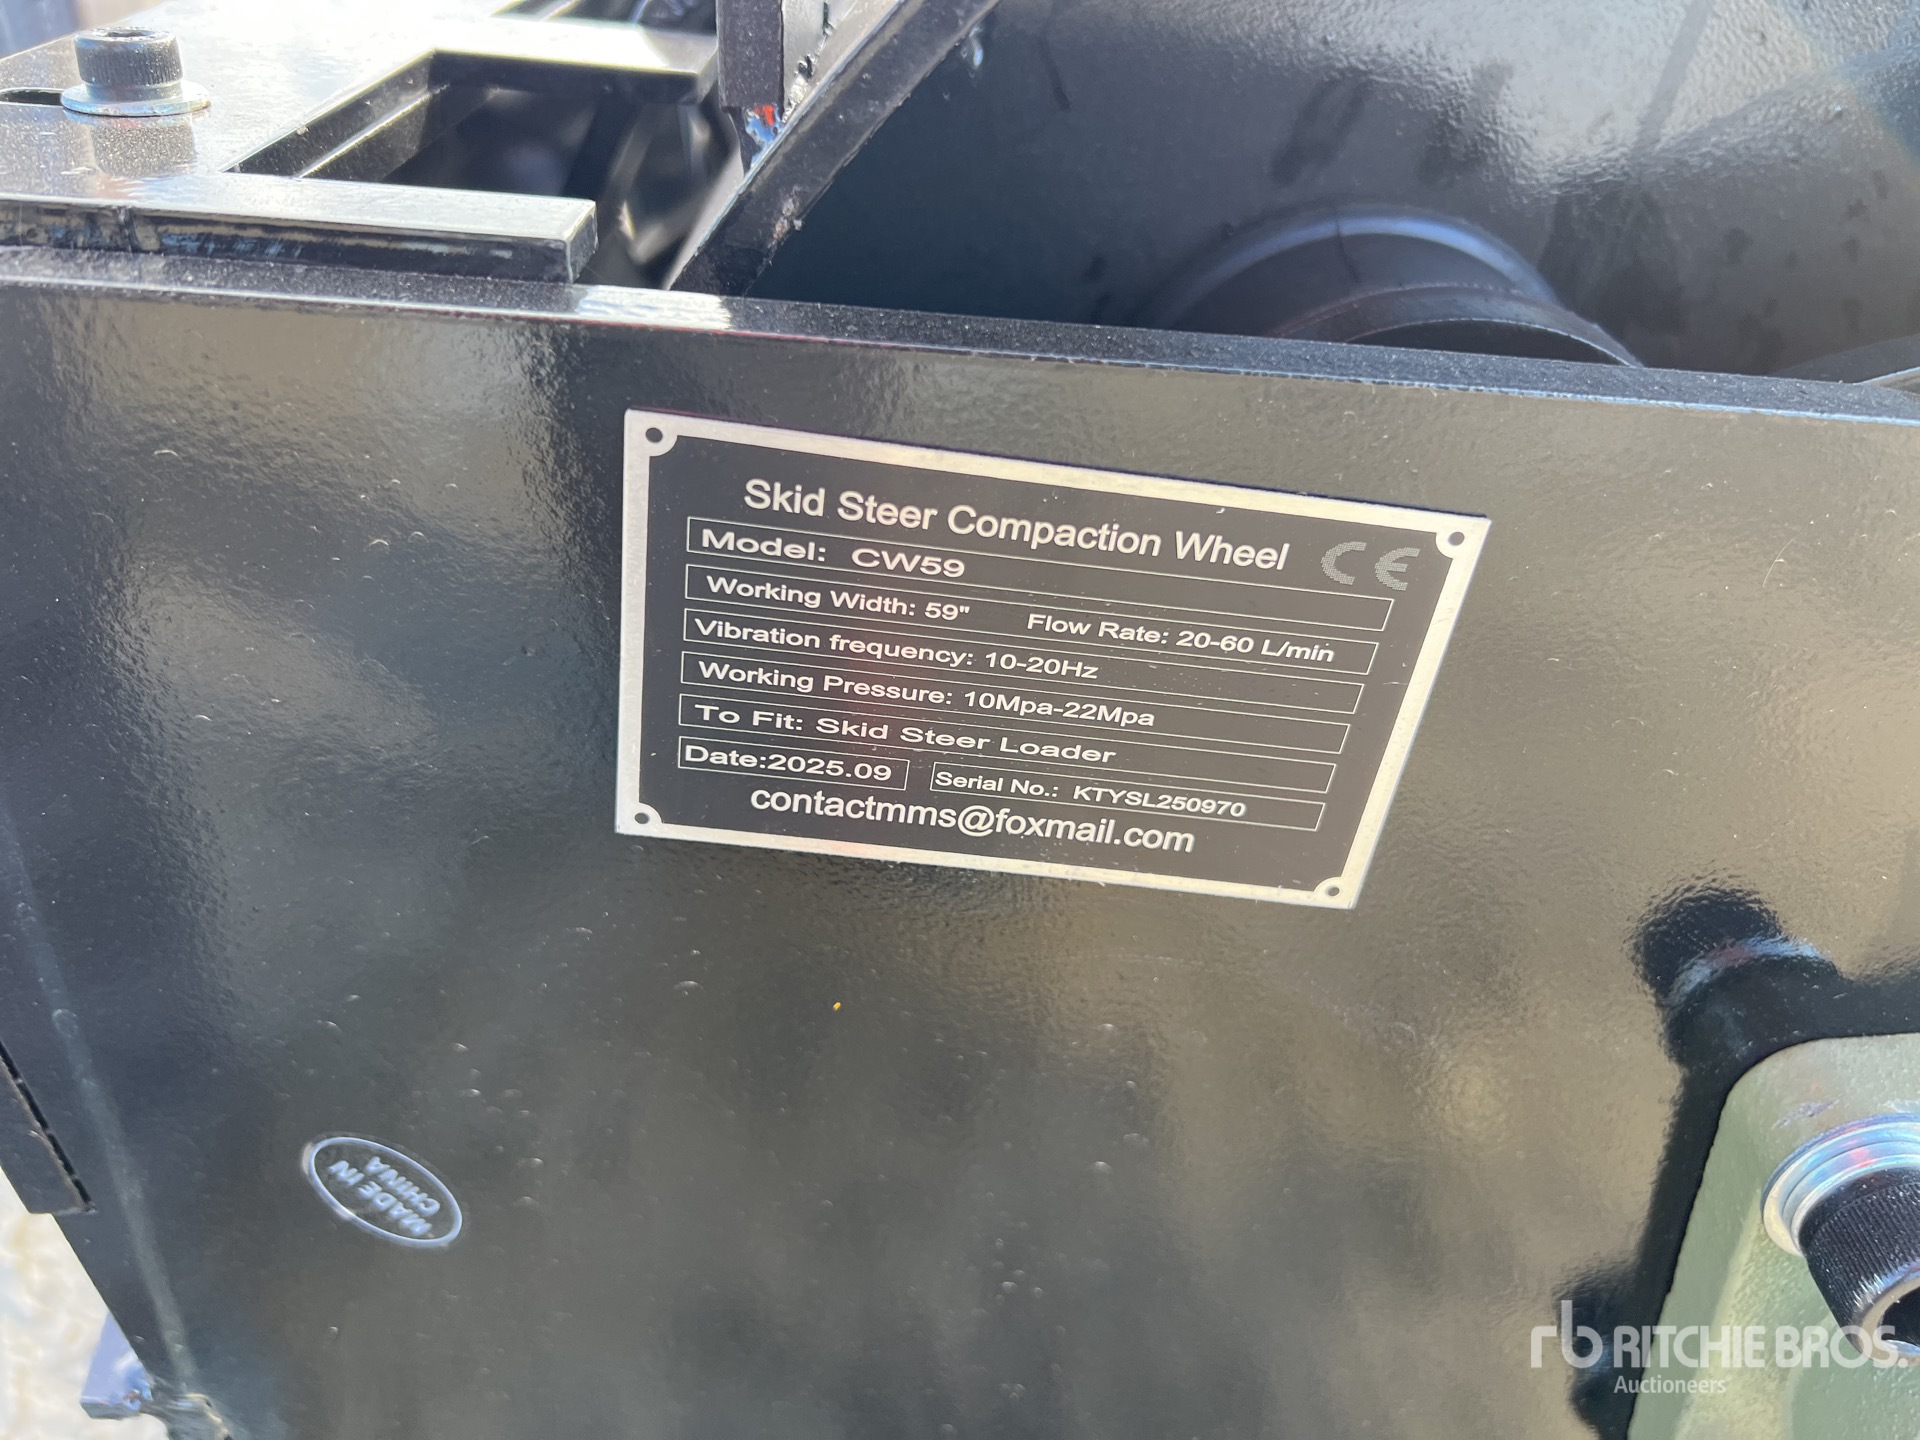 Skid Steer Compaction Wheel CE
Model: CW59
Working Width: 59" Flow Rate: 20-60 L/min
Vibration frequency: 10-20Hz
Working Pressure: 10Mpa-22Mpa
To Fit: Skid Steer Loader
Date:2025.09 Serial No.: KTYSL250970
contactmms@foxmail.com
MADE IN
CHINA
rb RITCHIE BROS.
Auctioneers